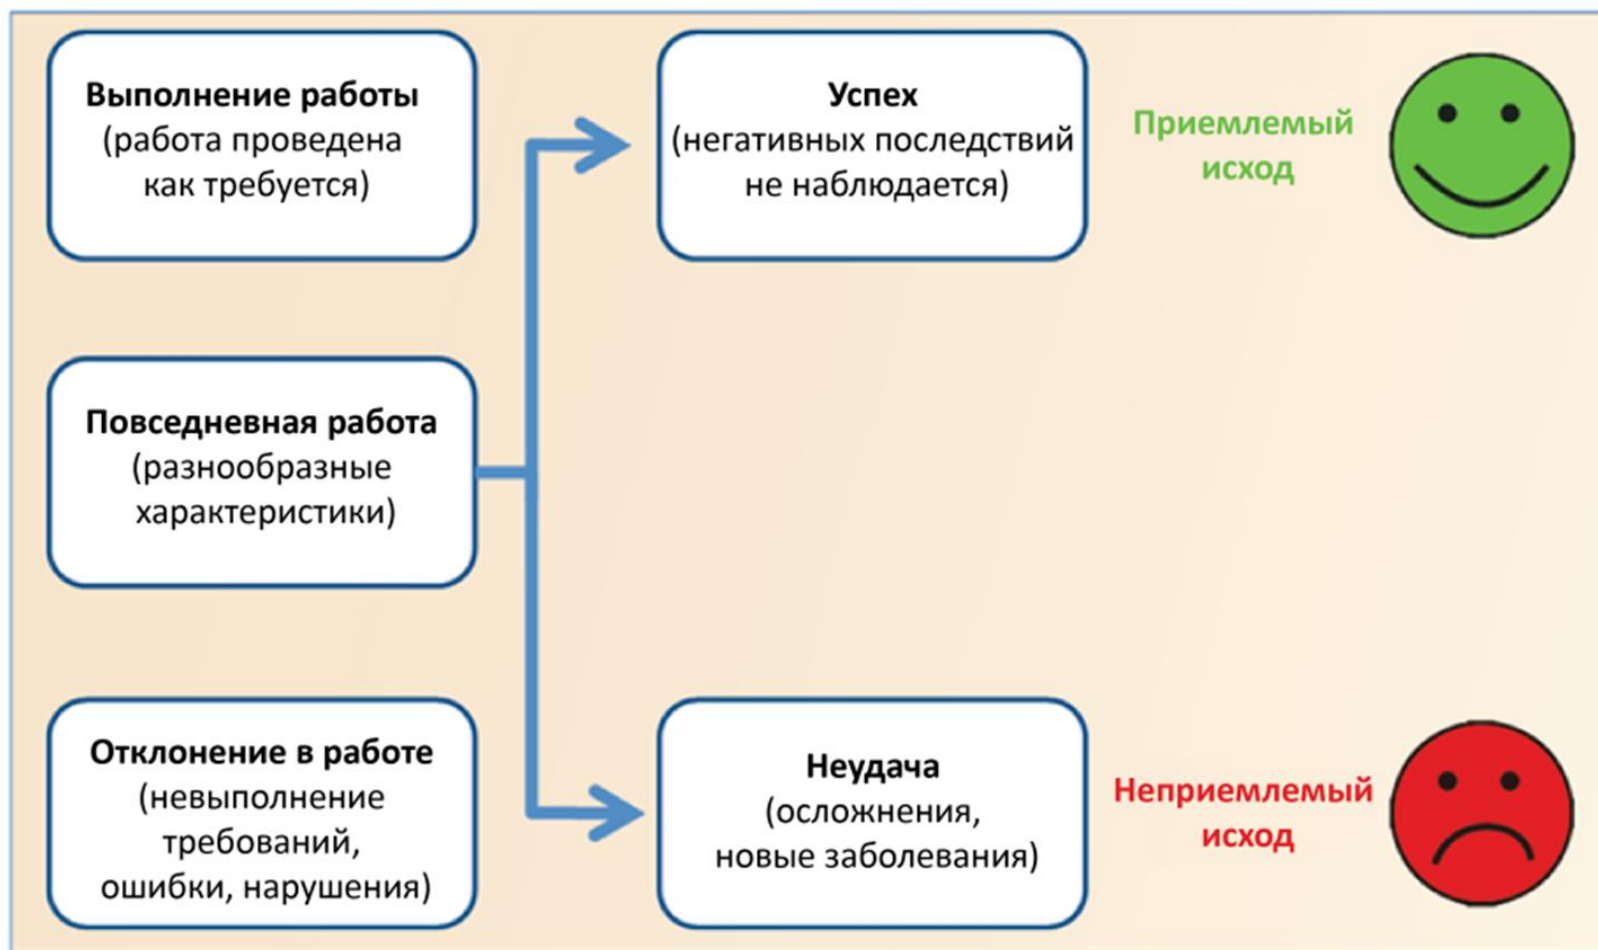 Выполнение работы
(работа проведена
как требуется)
Успех
(негативных последствий
не наблюдается)
Приемлемый
исход
Повседневная работа
(разнообразные
характеристики)
Отклонение в работе
(невыполнение
требований,
ошибки, нарушения)
Неудача
(осложнения,
новые заболевания)
Неприемлемый
исход